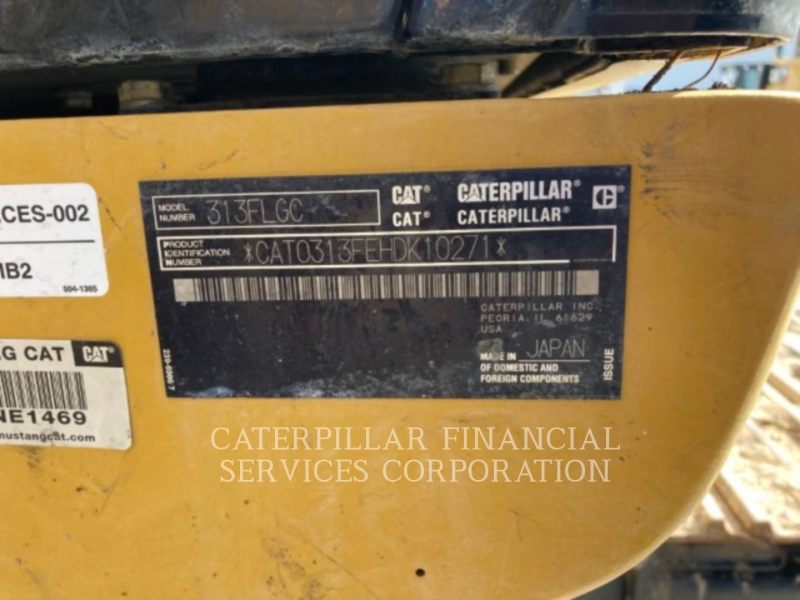 CES-002
MB2
504-1365
G CAT CAT
NE1469
mustangcat.com
MODEL NUMBER 313FLGC
CAT® CATERPILLAR®
CAT® CATERPILLAR®
PRODUCT IDENTIFICATION NUMBER *CAT0313FEHDK10271*
CATERPILLAR INC.
PEORIA, IL 61629
USA
MADE IN JAPAN
OF DOMESTIC AND
FOREIGN COMPONENTS
ISSUE
CATERPILLAR FINANCIAL
SERVICES CORPORATION